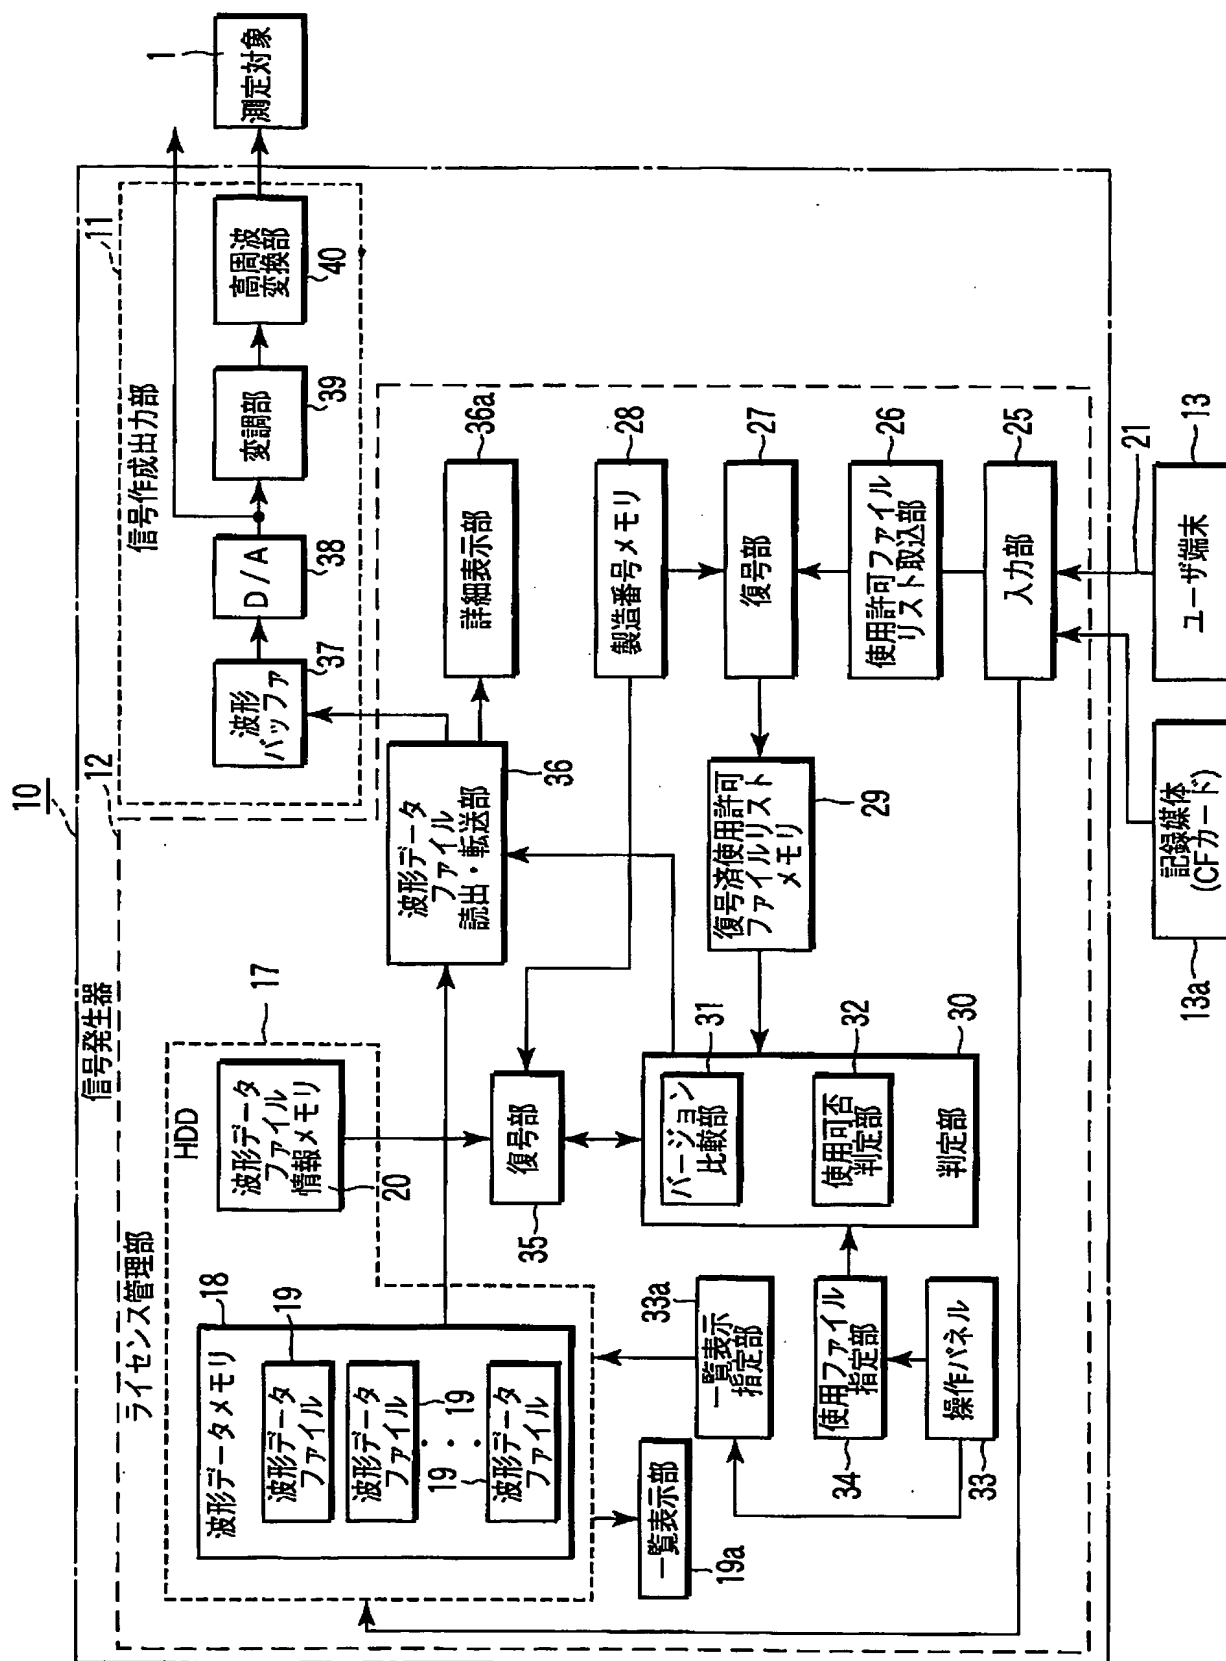 10
信号発生器
12
ライセンス管理部
HDD
17
波形データメモリ
18
波形データ
ファイル
19
波形データ
ファイル
19
19
波形データ
ファイル
波形データ
ファイル
情報メモリ
20
一覧表示部
19a
一覧表示
指定部
33a
使用ファイル
指定部
34
操作パネル
33
復号部
35
バージョン
比較部
31
使用可否
判定部
32
判定部
30
波形データ
ファイル
読出・転送部
36
詳細表示部
36a
製造番号メモリ
28
復号部
27
復号済使用許可
ファイルリスト
メモリ
29
使用許可ファイル
リスト取込部
26
入力部
25
21
ユーザ端末
13
記録媒体
(CFカード)
13a
信号作成出力部
11
波形
バッファ
37
D/A
38
変調部
39
高周波
変換部
40
測定対象
1